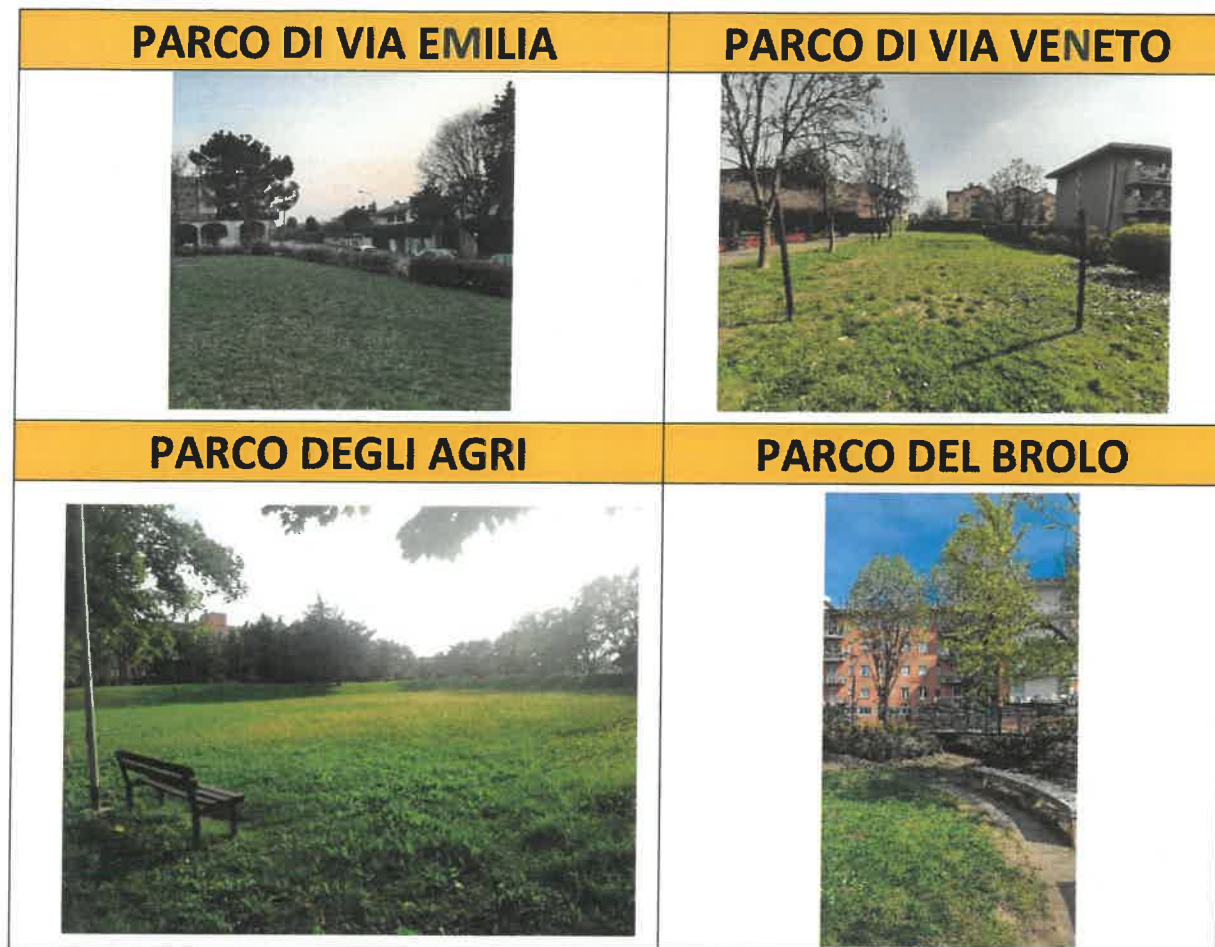 PARCO DI VIA EMILIA
PARCO DI VIA VENETO
PARCO DEGLI AGRI
PARCO DEL BROLO